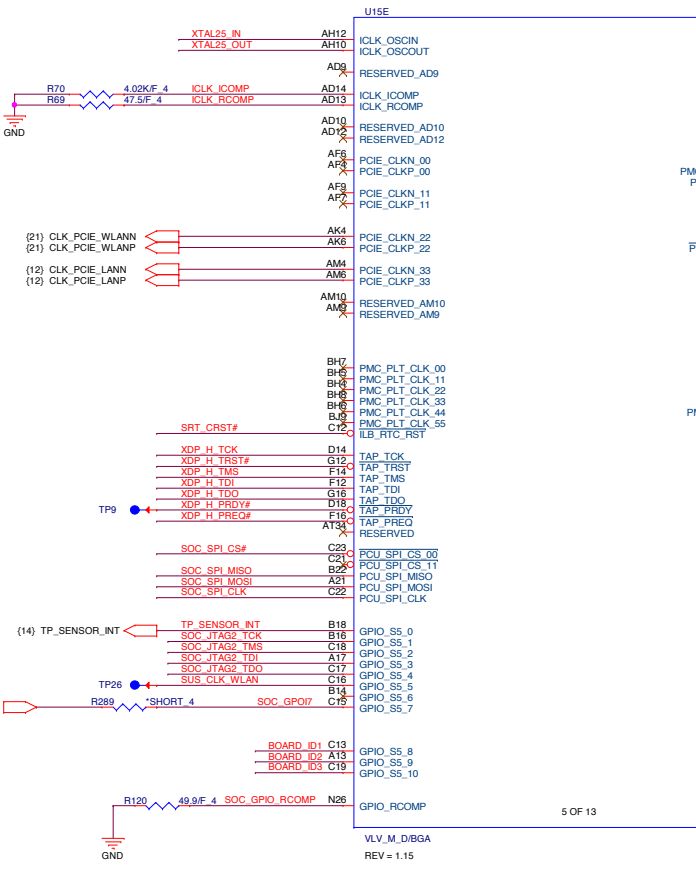 U15E
XTAL25_IN AH12 ICLK_OSCIN
XTAL25_OUT AH10 ICLK_OSCOUT
AD9 RESERVED_AD9
R70 4.02K/F_4 ICLK_ICOMP AD14 ICLK_ICOMP
R69 47.5/F_4 ICLK_RCOMP AD13 ICLK_RCOMP
GND
AD10 RESERVED_AD10
AD12 RESERVED_AD12
AF6 PCIE_CLKN_00
AF4 PCIE_CLKP_00
PM
AF9 PCIE_CLKN_11
P
AF7 PCIE_CLKP_11
{21} CLK_PCIE_WLANN AK4 PCIE_CLKN_22
{21} CLK_PCIE_WLANP AK6 PCIE_CLKP_22
P
{12} CLK_PCIE_LANN AM4 PCIE_CLKN_33
{12} CLK_PCIE_LANP AM6 PCIE_CLKP_33
AM10 RESERVED_AM10
AM9 RESERVED_AM9
BH7 PMC_PLT_CLK_00
BH5 PMC_PLT_CLK_11
BH4 PMC_PLT_CLK_22
BH8 PMC_PLT_CLK_33
BH6 PMC_PLT_CLK_44
PM
BJ9 PMC_PLT_CLK_55
SRT_CRST# C12 ILB_RTC_RST
XDP_H_TCK D14 TAP_TCK
XDP_H_TRST# G12 TAP_TRST
XDP_H_TMS F14 TAP_TMS
XDP_H_TDI F12 TAP_TDI
XDP_H_TDO G16 TAP_TDO
TP9 XDP_H_PRDY# D18 TAP_PRDY
XDP_H_PREQ# F16 TAP_PREQ
AT34 RESERVED
SOC_SPI_CS# C23 PCU_SPI_CS_00
C21 PCU_SPI_CS_11
SOC_SPI_MISO B22 PCU_SPI_MISO
SOC_SPI_MOSI A21 PCU_SPI_MOSI
SOC_SPI_CLK C22 PCU_SPI_CLK
{14} TP_SENSOR_INT TP_SENSOR_INT B18 GPIO_S5_0
SOC_JTAG2_TCK B16 GPIO_S5_1
SOC_JTAG2_TMS C18 GPIO_S5_2
SOC_JTAG2_TDI A17 GPIO_S5_3
SOC_JTAG2_TDO C17 GPIO_S5_4
TP26 SUS_CLK_WLAN C16 GPIO_S5_5
B14 GPIO_S5_6
R289 *SHORT_4 SOC_GPOI7 C15 GPIO_S5_7
BOARD_ID1 C13 GPIO_S5_8
BOARD_ID2 A13 GPIO_S5_9
BOARD_ID3 C19 GPIO_S5_10
R120 49.9/F_4 SOC_GPIO_RCOMP N26 GPIO_RCOMP
5 OF 13
GND
VLV_M_D/BGA
REV = 1.15